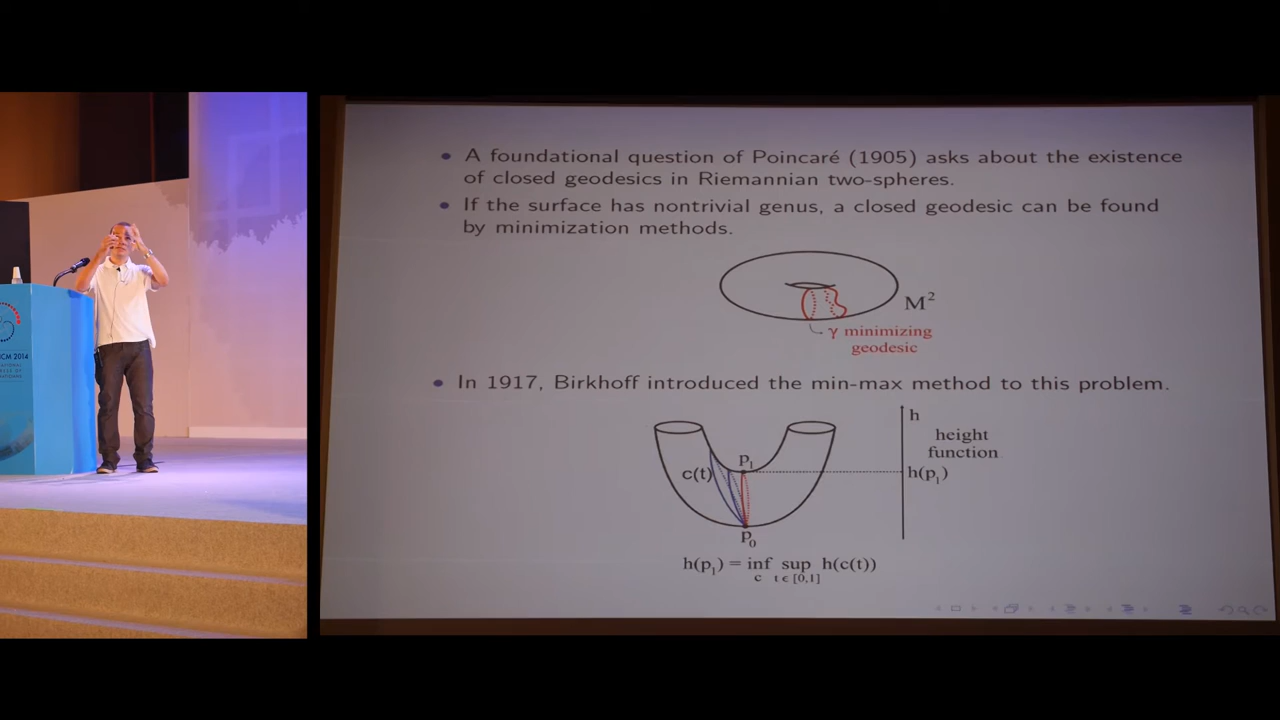 • A foundational question of Poincaré (1905) asks about the existence
of closed geodesics in Riemannian two-spheres.
• If the surface has nontrivial genus, a closed geodesic can be found
by minimization methods.
M²
γ minimizing
geodesic
• In 1917, Birkhoff introduced the min-max method to this problem.
h
height
function
p₁
c(t)
h(p₁)
p₀
h(p₁) = inf sup h(c(t))
c t ∈ [0,1]
CM 2014